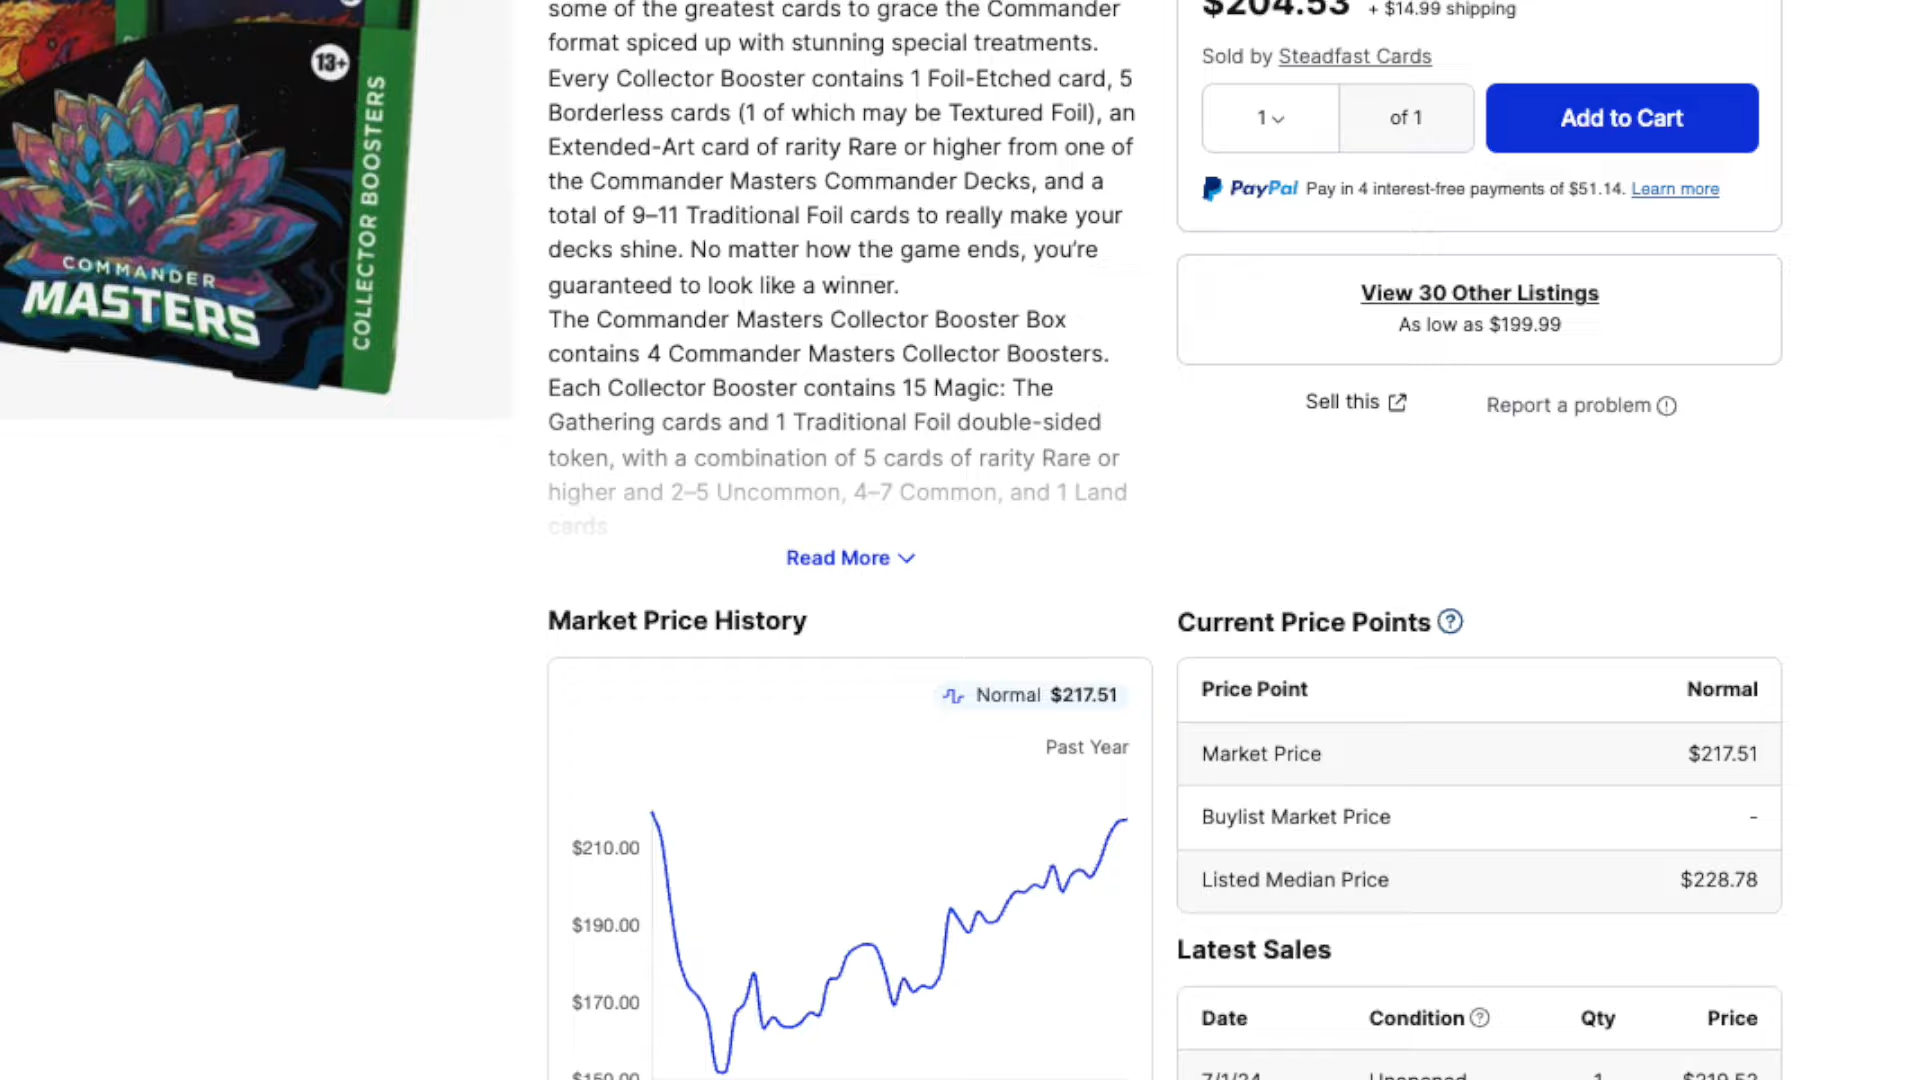 some of the greatest cards to grace the Commander
format spiced up with stunning special treatments.
Every Collector Booster contains 1 Foil-Etched card, 5
Borderless cards (1 of which may be Textured Foil), an
Extended-Art card of rarity Rare or higher from one of
the Commander Masters Commander Decks, and a
total of 9–11 Traditional Foil cards to really make your
decks shine. No matter how the game ends, you’re
guaranteed to look like a winner.
The Commander Masters Collector Booster Box
contains 4 Commander Masters Collector Boosters.
Each Collector Booster contains 15 Magic: The
Gathering cards and 1 Traditional Foil double-sided
token, with a combination of 5 cards of rarity Rare or
higher and 2–5 Uncommon, 4–7 Common, and 1 Land
cards
Read More
13+
COLLECTOR BOOSTERS
COMMANDER
MASTERS
$204.53 + $14.99 shipping
Sold by Steadfast Cards
1 of 1
Add to Cart
PayPal Pay in 4 interest-free payments of $51.14. Learn more
View 30 Other Listings
As low as $199.99
Sell this Report a problem
Market Price History
Normal $217.51
Past Year
$210.00
$190.00
$170.00
$150.00
Current Price Points
Price Point Normal
Market Price $217.51
Buylist Market Price -
Listed Median Price $228.78
Latest Sales
Date Condition Qty Price
7/1/24 Unopened 1